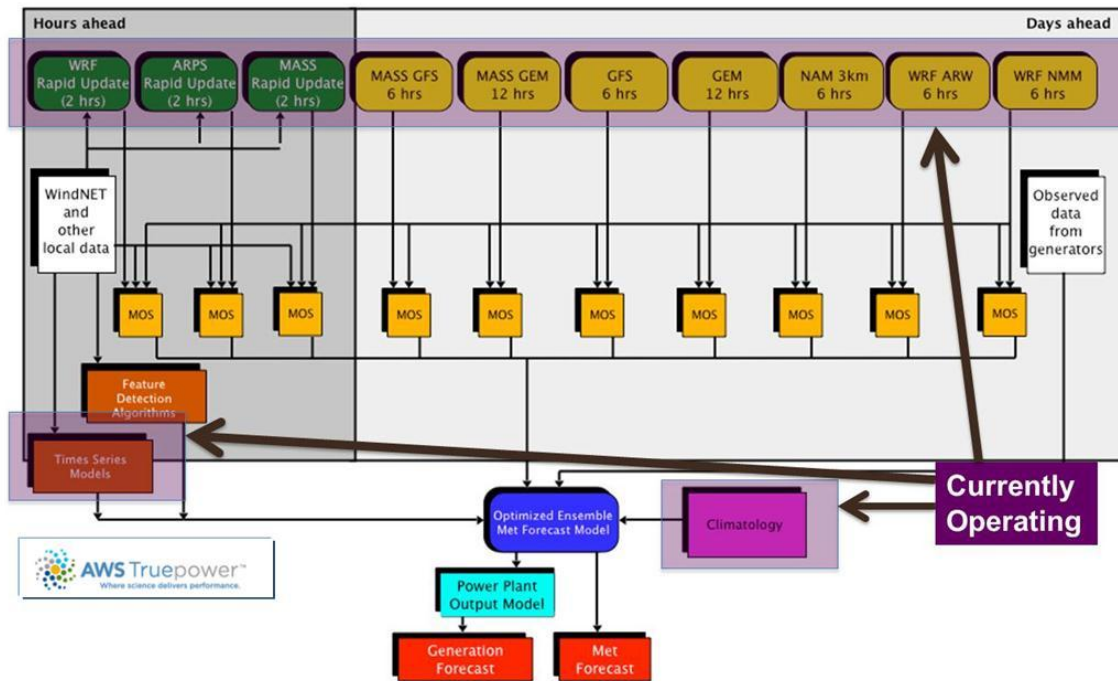 Hours ahead
Days ahead
WRF
Rapid Update
(2 hrs)
ARPS
Rapid Update
(2 hrs)
MASS
Rapid Update
(2 hrs)
MASS GFS
6 hrs
MASS GEM
12 hrs
GFS
6 hrs
GEM
12 hrs
NAM 3km
6 hrs
WRF ARW
6 hrs
WRF NMM
6 hrs
WindNET
and
other
local data
Observed
data
from
generators
MOS
MOS
MOS
MOS
MOS
MOS
MOS
MOS
MOS
MOS
Feature
Detection
Algorithms
Times Series
Models
Optimized Ensemble
Met Forecast Model
Climatology
Currently
Operating
AWS Truepower™
Where science delivers performance.
Power Plant
Output Model
Generation
Forecast
Met
Forecast